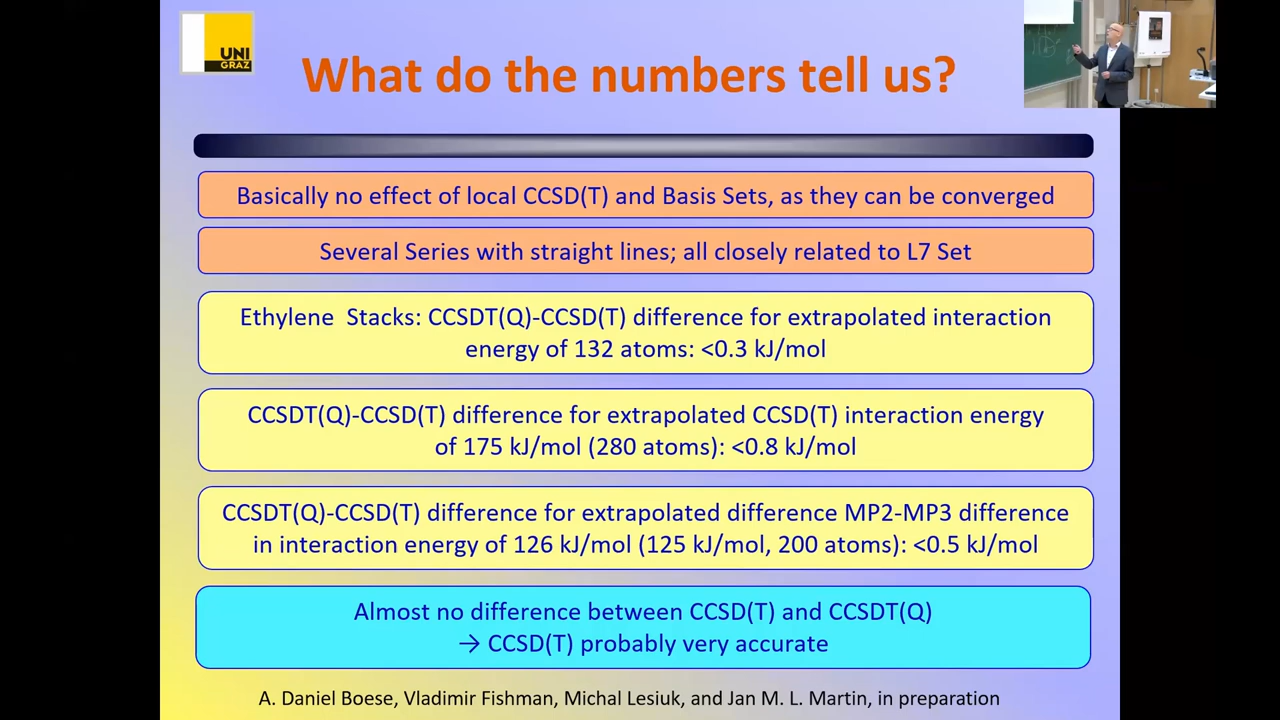 UNI
GRAZ
What do the numbers tell us?
Basically no effect of local CCSD(T) and Basis Sets, as they can be converged
Several Series with straight lines; all closely related to L7 Set
Ethylene  Stacks: CCSDT(Q)-CCSD(T) difference for extrapolated interaction
energy of 132 atoms: <0.3 kJ/mol
CCSDT(Q)-CCSD(T) difference for extrapolated CCSD(T) interaction energy
of 175 kJ/mol (280 atoms): <0.8 kJ/mol
CCSDT(Q)-CCSD(T) difference for extrapolated difference MP2-MP3 difference
in interaction energy of 126 kJ/mol (125 kJ/mol, 200 atoms): <0.5 kJ/mol
Almost no difference between CCSD(T) and CCSDT(Q)
→ CCSD(T) probably very accurate
A. Daniel Boese, Vladimir Fishman, Michal Lesiuk, and Jan M. L. Martin, in preparation